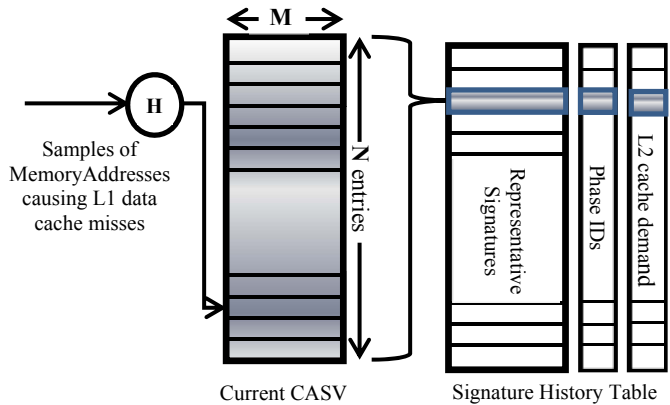 M
H
Samples of
MemoryAddresses
causing L1 data
cache misses
N entries
Representative
Signatures
Phase IDs
L2 cache demand
Current CASV
Signature History Table